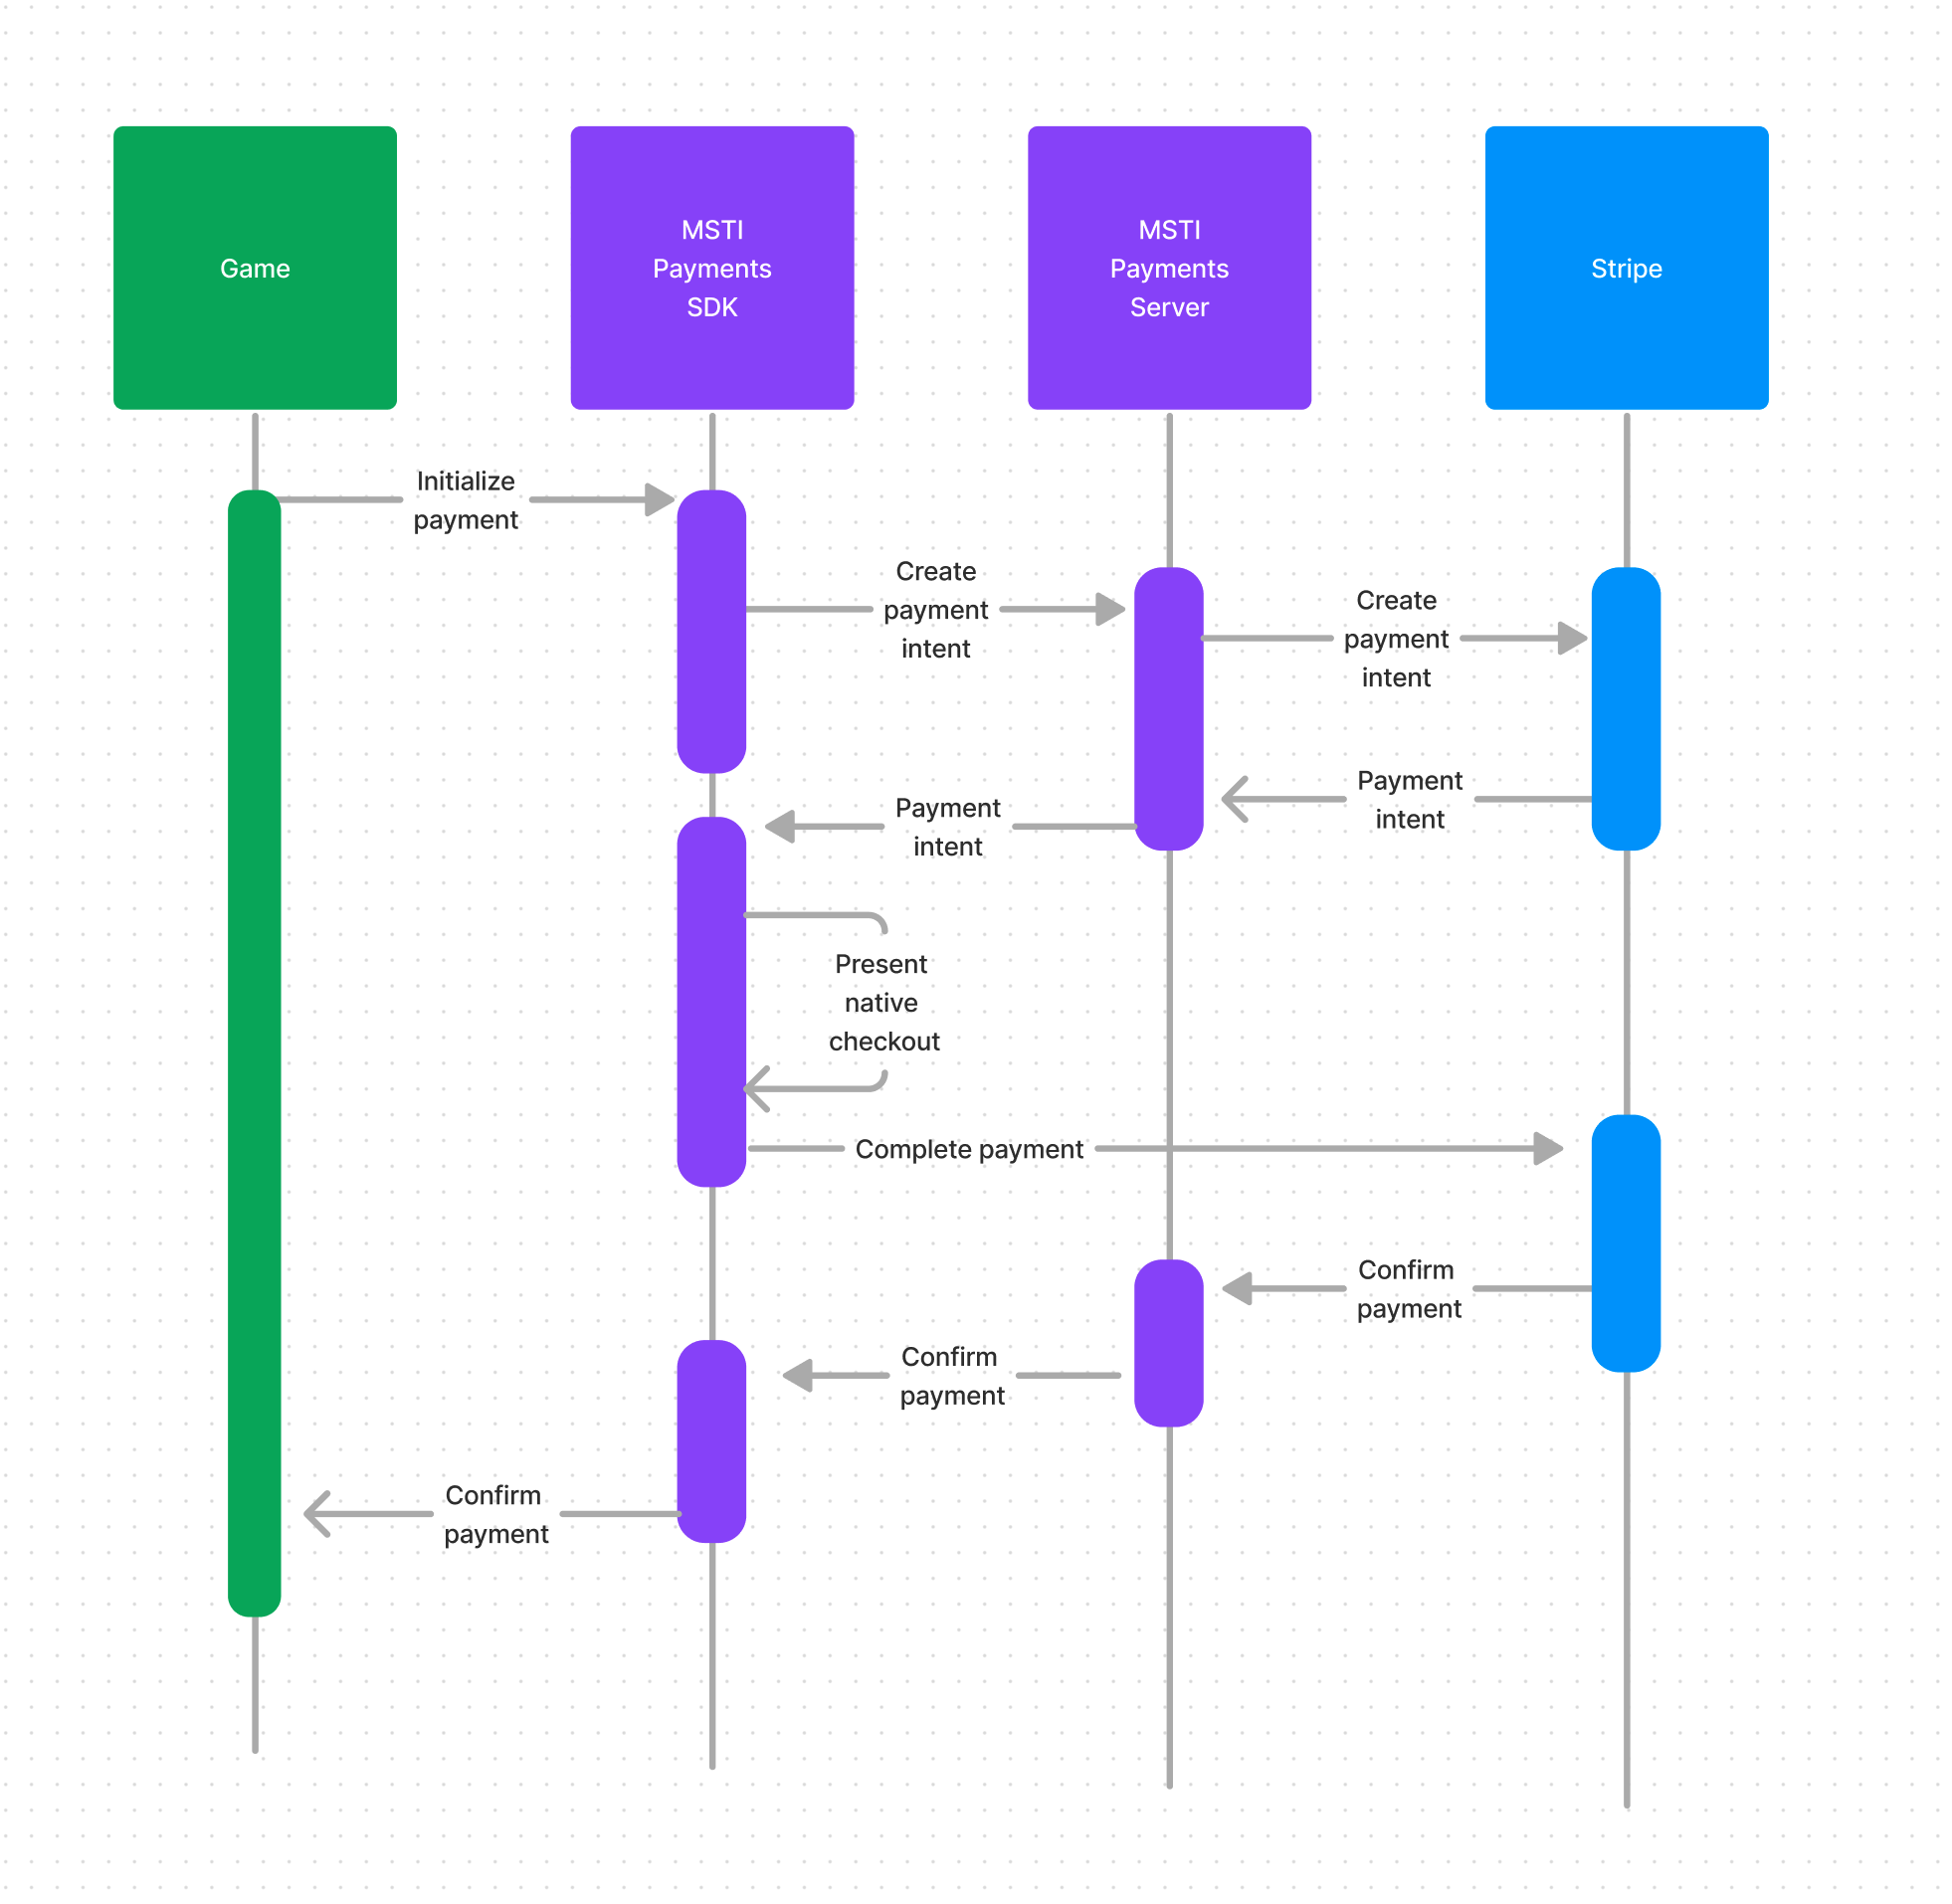 Game
MSTI
Payments
SDK
MSTI
Payments
Server
Stripe
Initialize
payment
Create
payment
intent
Create
payment
intent
Payment
intent
Payment
intent
Present
native
checkout
Complete payment
Confirm
payment
Confirm
payment
Confirm
payment